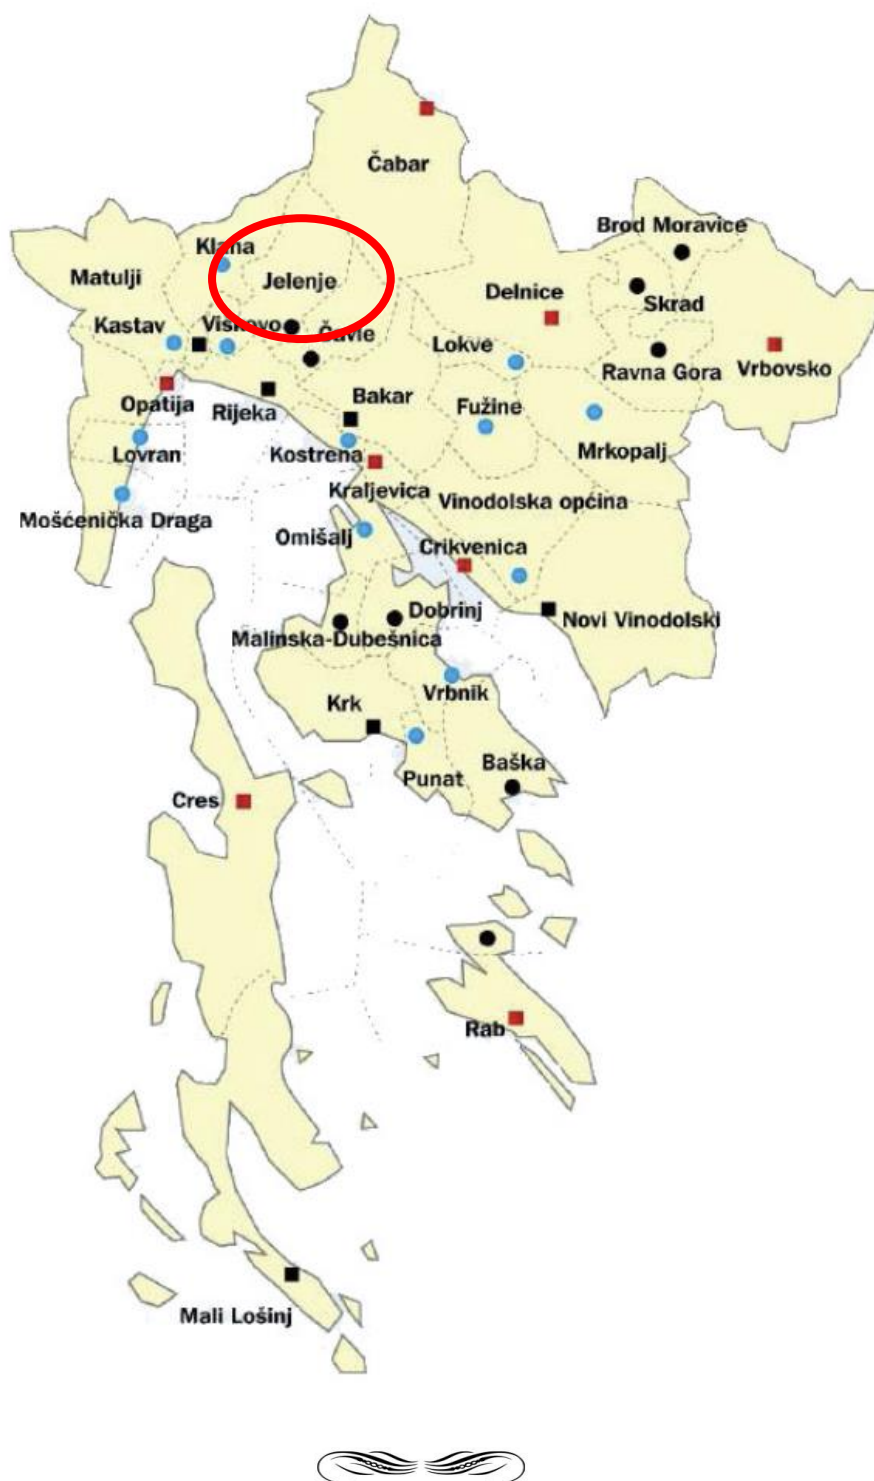 Čabar
Brod Moravice
Klana
Matulji
Jelenje
Delnice
Skrad
Kastav
Viškovo
Čavle
Lokve
Ravna Gora
Vrbovsko
Opatija
Rijeka
Bakar
Fužine
Lovran
Kostrena
Mrkopalj
Kraljevica
Vinodolska općina
Mošćenička Draga
Omišalj
Crikvenica
Dobrinj
Novi Vinodolski
Malinska-Dubešnica
Vrbnik
Krk
Baška
Punat
Cres
Rab
Mali Lošinj